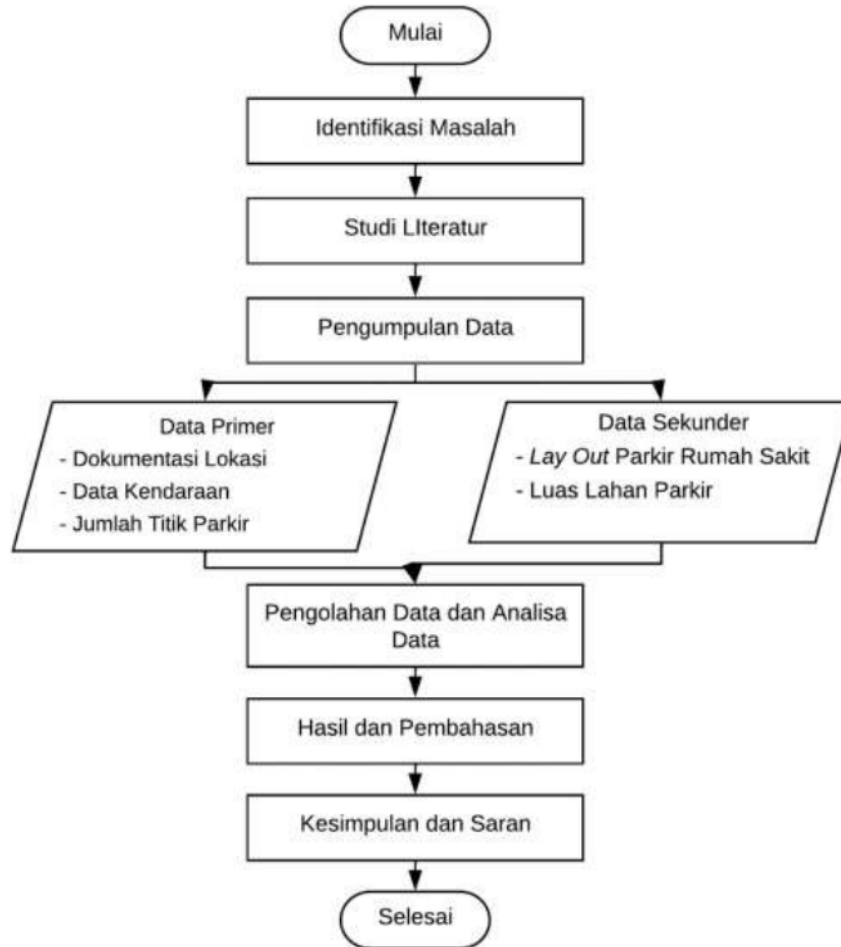 Mulai
Identifikasi Masalah
Studi LIteratur
Pengumpulan Data
Data Primer
- Dokumentasi Lokasi
- Data Kendaraan
- Jumlah Titik Parkir
Data Sekunder
- Lay Out Parkir Rumah Sakit
- Luas Lahan Parkir
Pengolahan Data dan Analisa
Data
Hasil dan Pembahasan
Kesimpulan dan Saran
Selesai